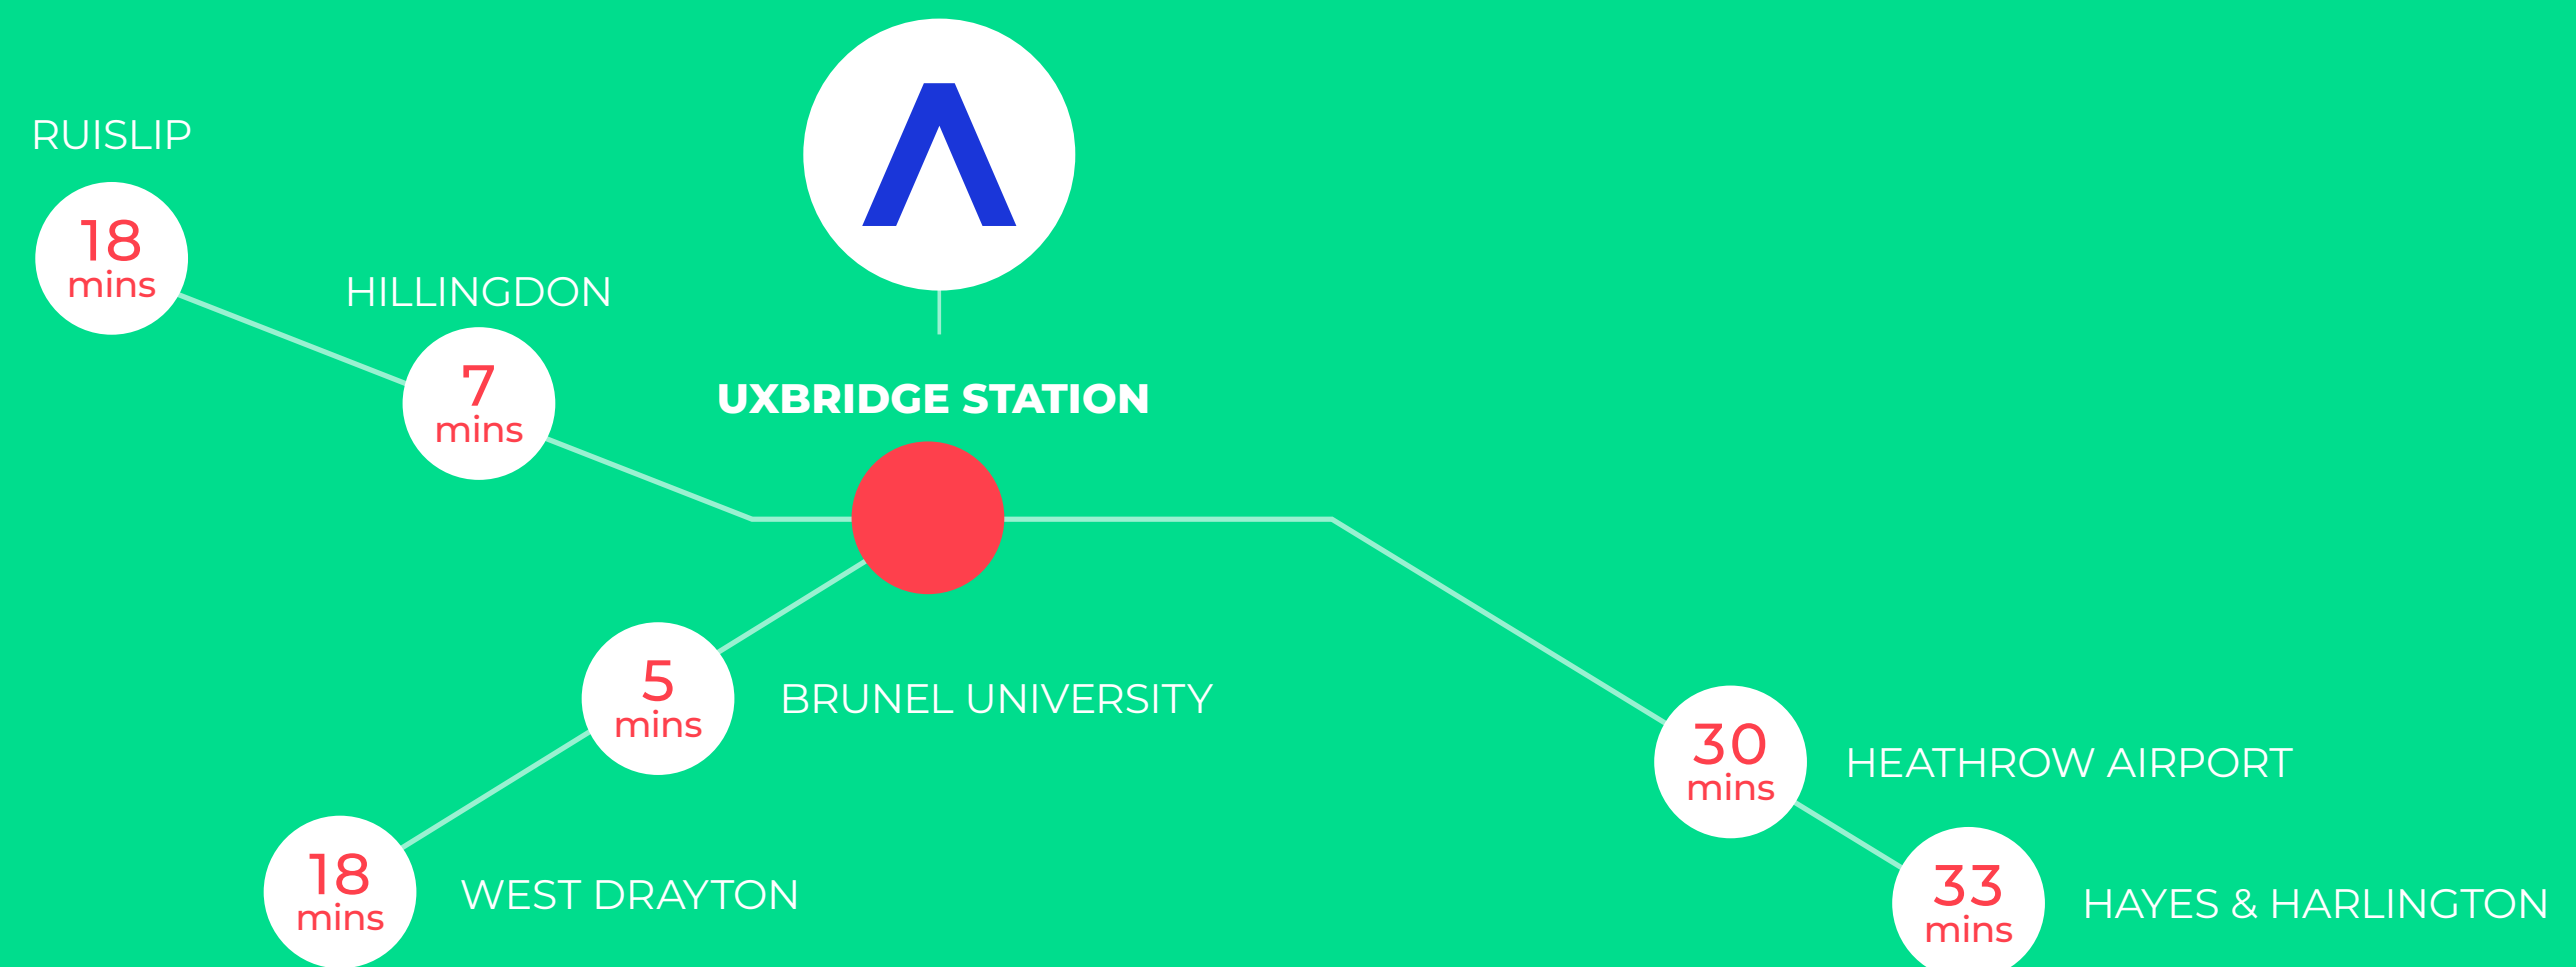 RUISLIP
18
mins
HILLINGDON
7
mins
UXBRIDGE STATION
5
mins
BRUNEL UNIVERSITY
18
mins
WEST DRAYTON
30
mins
HEATHROW AIRPORT
33
mins
HAYES & HARLINGTON